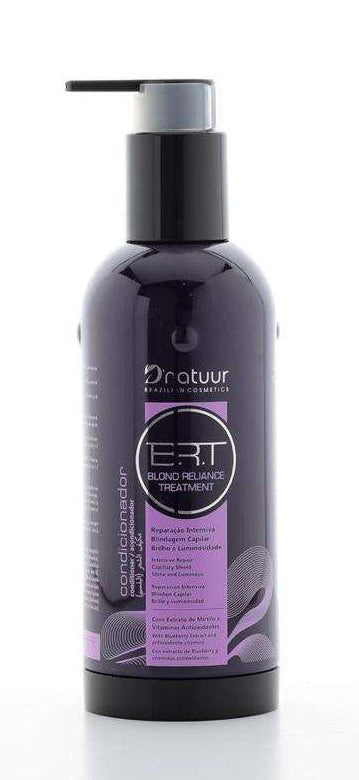 D'ratuur
BRAZILIAN COSMETICS
E.R.T
BLOND RELIANCE
TREATMENT
Reparação Intensiva
Blindagem Capilar
Brilho e Luminosidade
Intensive Repair
Capillary Shield
Shine and Luminous
Reparacion Intensiva
Blindaje Capilar
Brillo y Luminosidad
Com Extrato de Mirtilo e
Vitaminas Antioxidantes
With Blueberry Extract and
antioxidante vitamins
Con extracto de Blueberry y
vitaminas antioxidantes
condicionador
conditioner / acondicionador